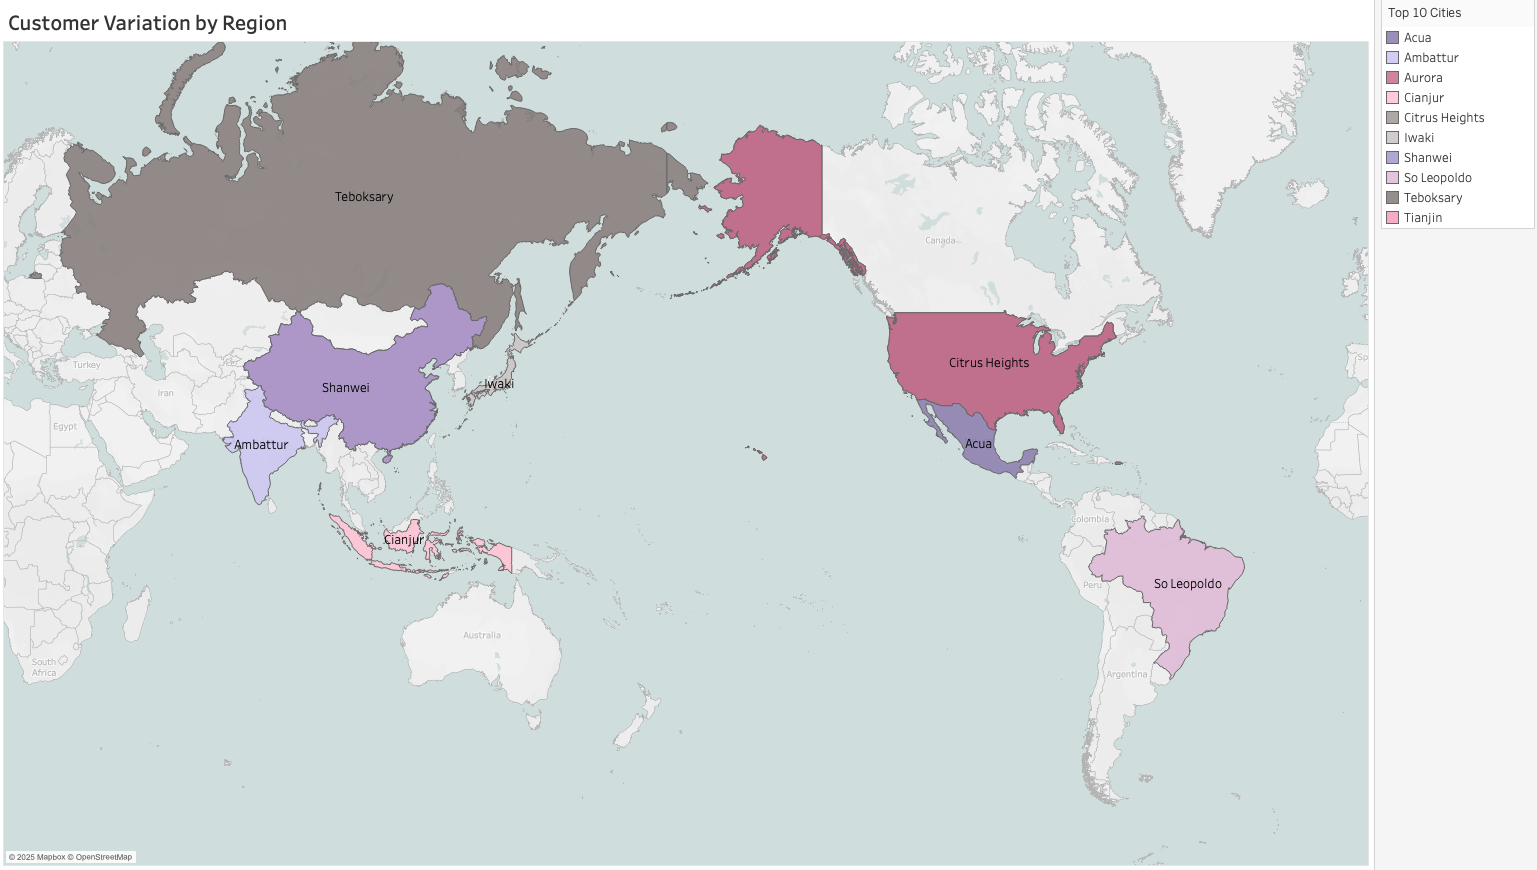 Customer Variation by Region
Top 10 Cities
Acua
Ambattur
Aurora
Cianjur
Citrus Heights
Iwaki
Shanwei
So Leopoldo
Teboksary
Tianjin
Teboksary
Canada
Citrus Heights
Turkey
Shanwei
Iwaki
Iran
Sp
Egypt
Ambattur
Acua
Colombia
Cianjur
So Leopoldo
Peru
Australia
South
Africa
Argentina
© 2025 Mapbox © OpenStreetMap